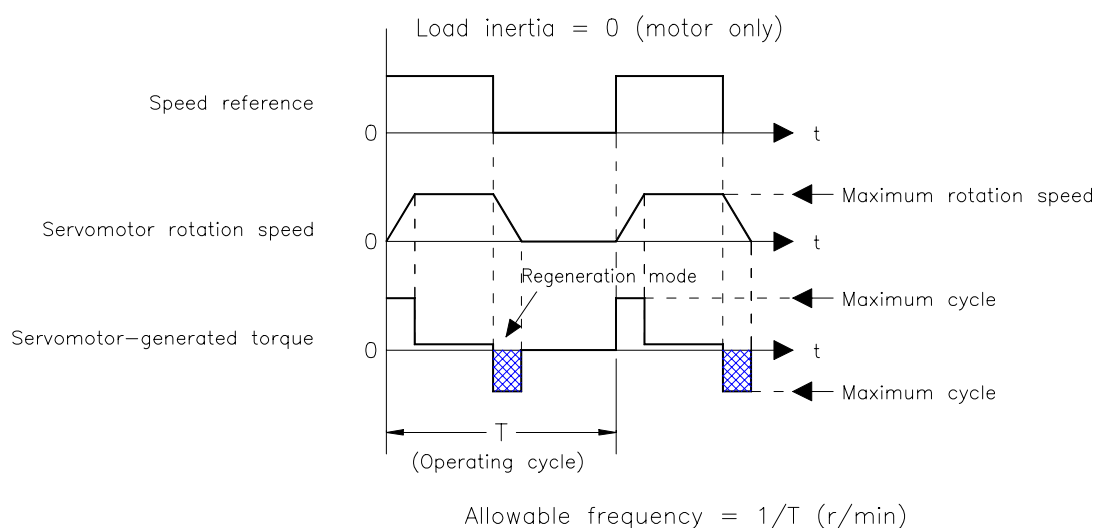 Load inertia = 0 (motor only)
Speed reference
0
t
Maximum rotation speed
Servomotor rotation speed
0
t
Regeneration mode
Maximum cycle
Servomotor-generated torque
0
t
Maximum cycle
T
(Operating cycle)
Allowable frequency = 1/T (r/min)